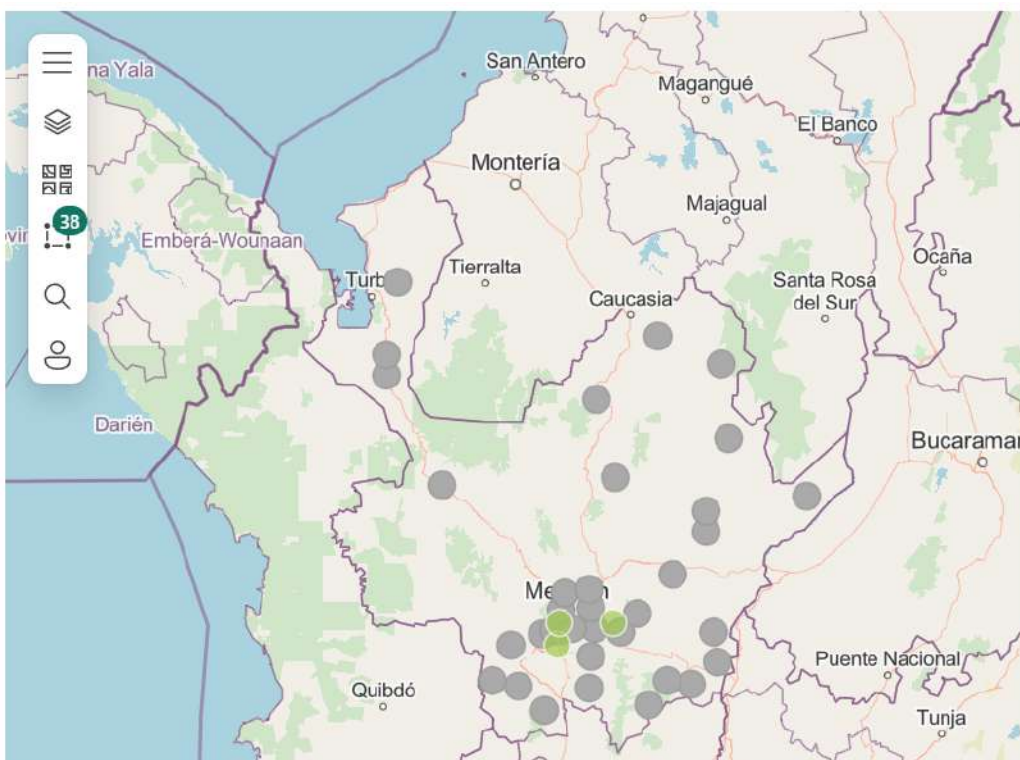 San Antero
na Yala
Magangué
El Banco
Montería
Majagual
38
Emberá-Wounaan
Ocaña
Turb
Tierralta
Santa Rosa
del Sur
Caucasia
Darién
Bucaramar
Me
n
Puente Nacional
Quibdó
Tunja